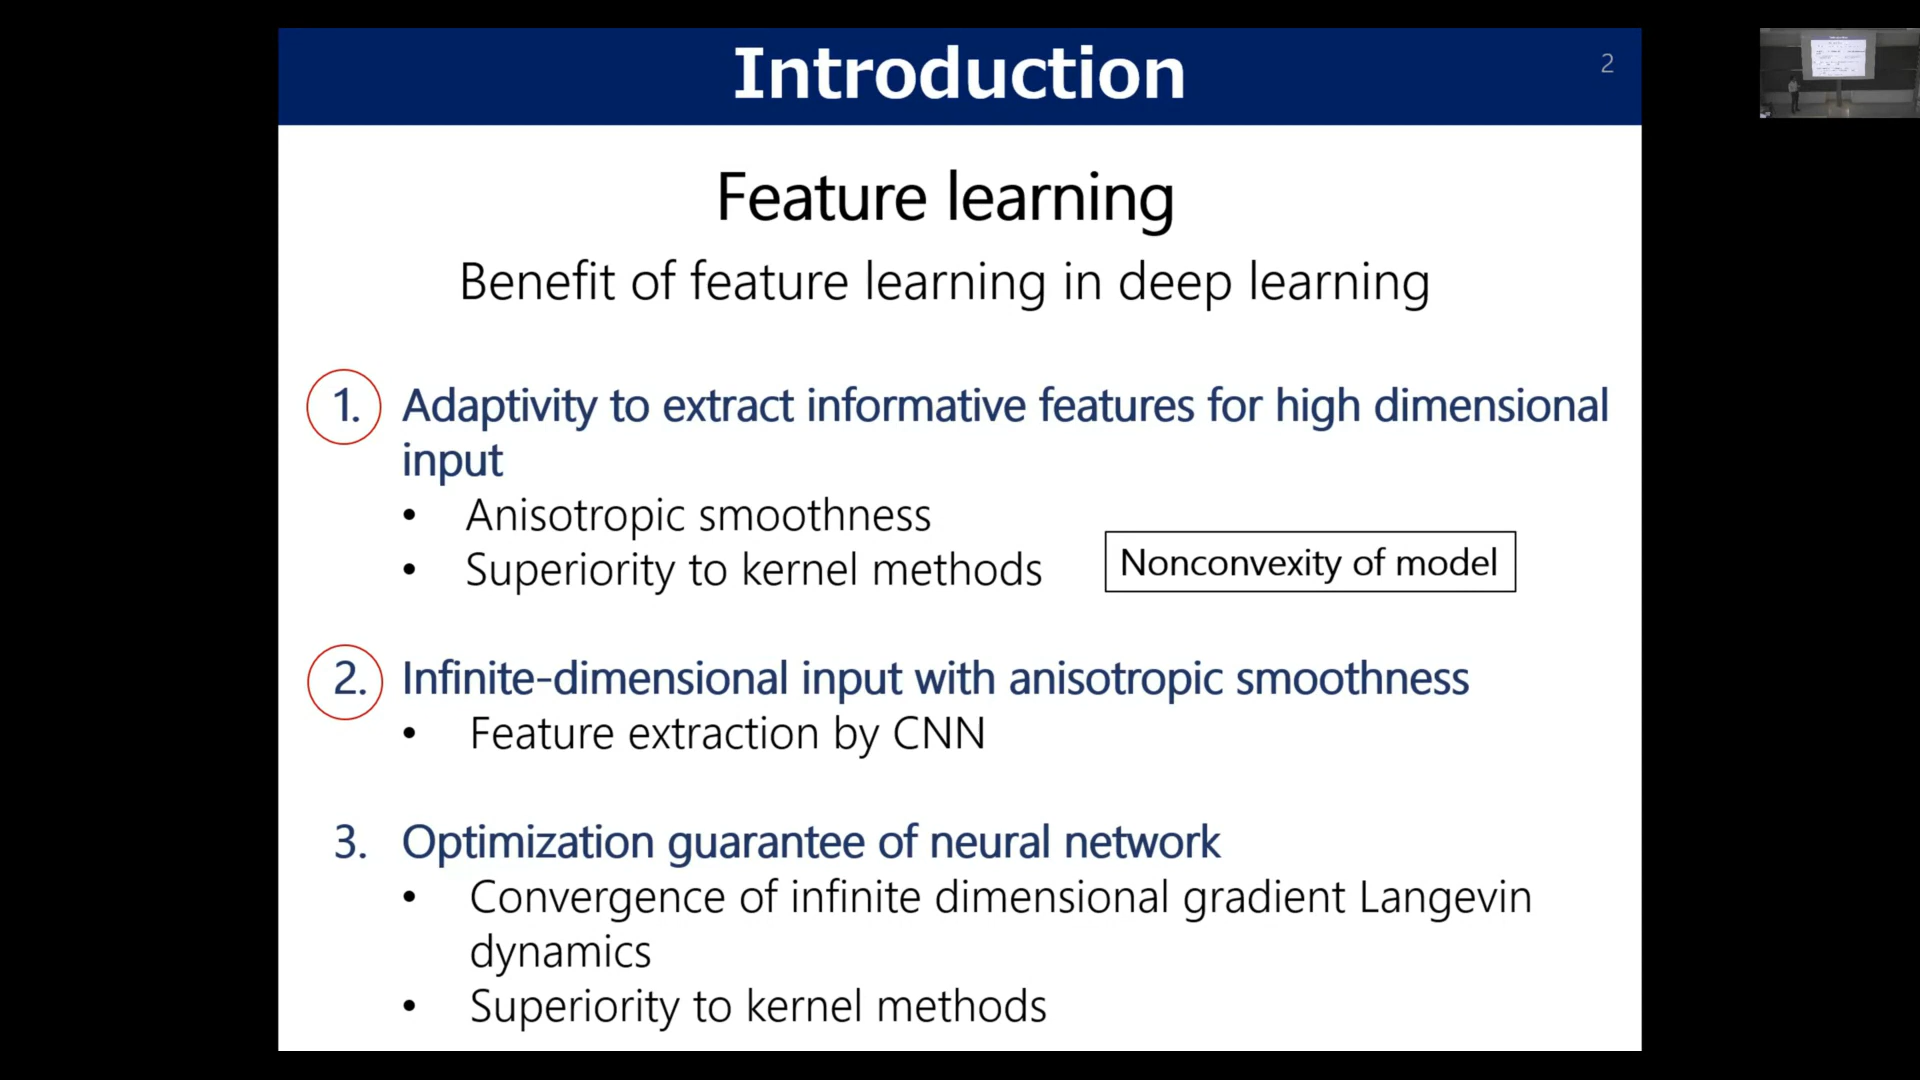 Introduction
2
Feature learning
Benefit of feature learning in deep learning
1. Adaptivity to extract informative features for high dimensional
input
• Anisotropic smoothness
• Superiority to kernel methods
Nonconvexity of model
2. Infinite-dimensional input with anisotropic smoothness
• Feature extraction by CNN
3. Optimization guarantee of neural network
• Convergence of infinite dimensional gradient Langevin
dynamics
• Superiority to kernel methods